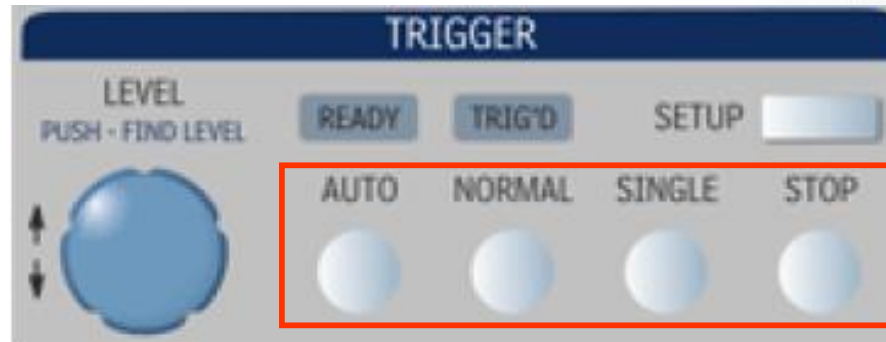 TRIGGER
LEVEL
PUSH - FIND LEVEL
READY TRIG'D SETUP
AUTO NORMAL SINGLE STOP